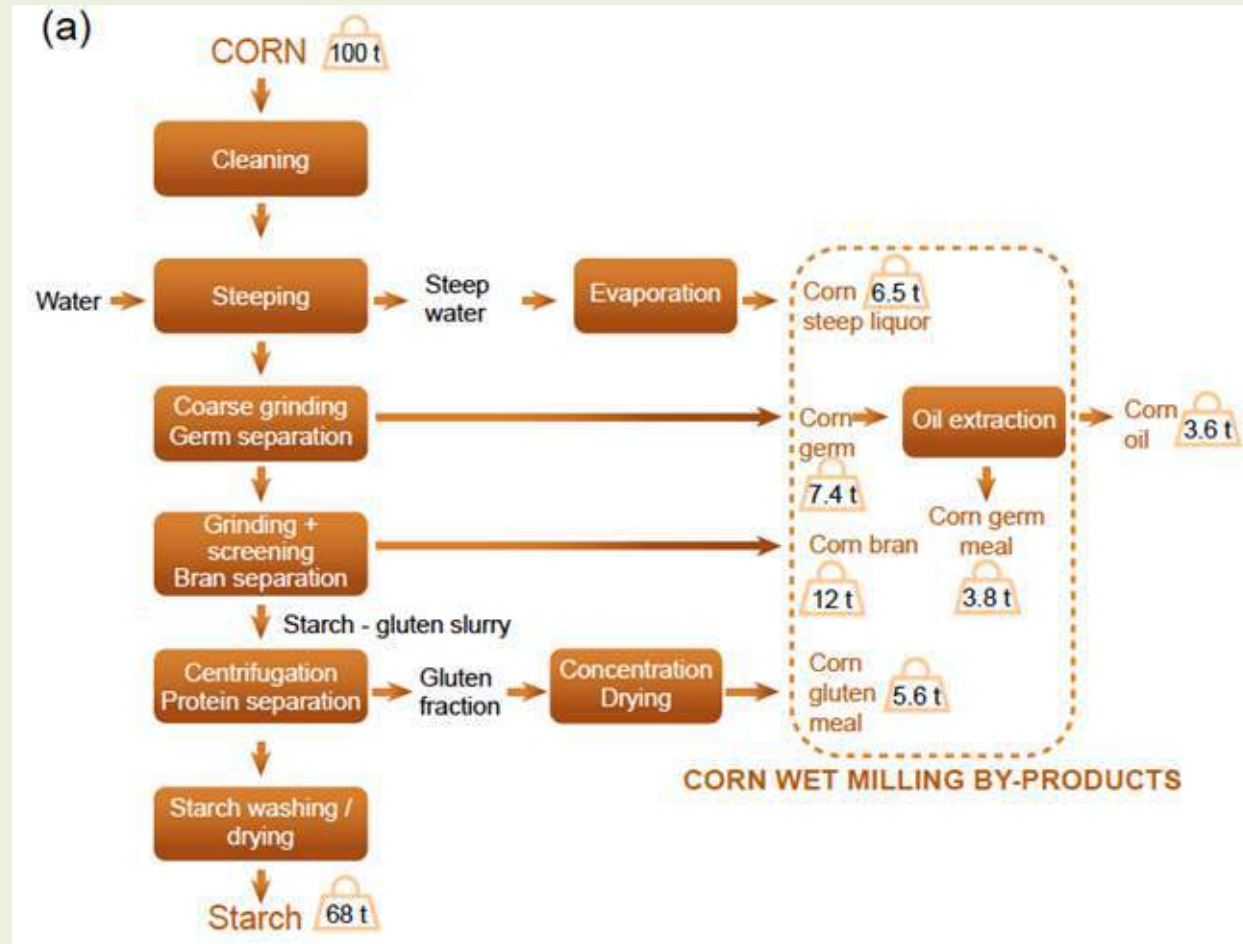 (a)
CORN
100 t
Cleaning
Water
Steeping
Steep
water
Evaporation
Corn
steep liquor
6.5 t
Coarse grinding
Germ separation
Corn
germ
7.4 t
Oil extraction
Corn
oil
3.6 t
Corn germ
meal
3.8 t
Grinding +
screening
Bran separation
Corn bran
12 t
Starch - gluten slurry
Centrifugation
Protein separation
Gluten
fraction
Concentration
Drying
Corn
gluten
meal
5.6 t
CORN WET MILLING BY-PRODUCTS
Starch washing /
drying
Starch
68 t